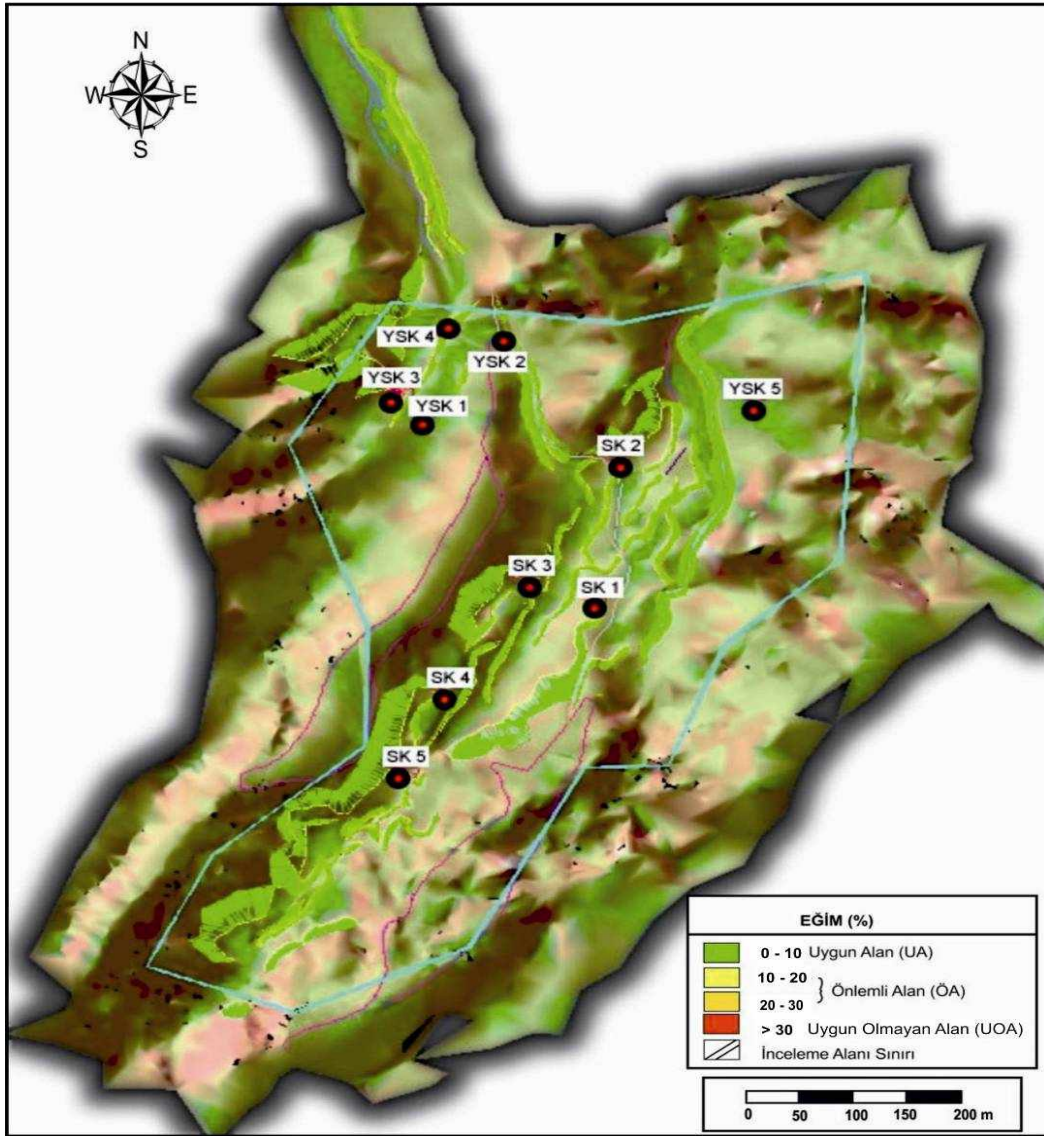 N
W E
S
YSK 4
YSK 2
YSK 3
YSK 1
YSK 5
SK 2
SK 3
SK 1
SK 4
SK 5
EĞİM (%)
0 - 10 Uygun Alan (UA)
10 - 20
} Önlemli Alan (ÖA)
20 - 30
> 30 Uygun Olmayan Alan (UOA)
İnceleme Alanı Sınırı
0 50 100 150 200 m